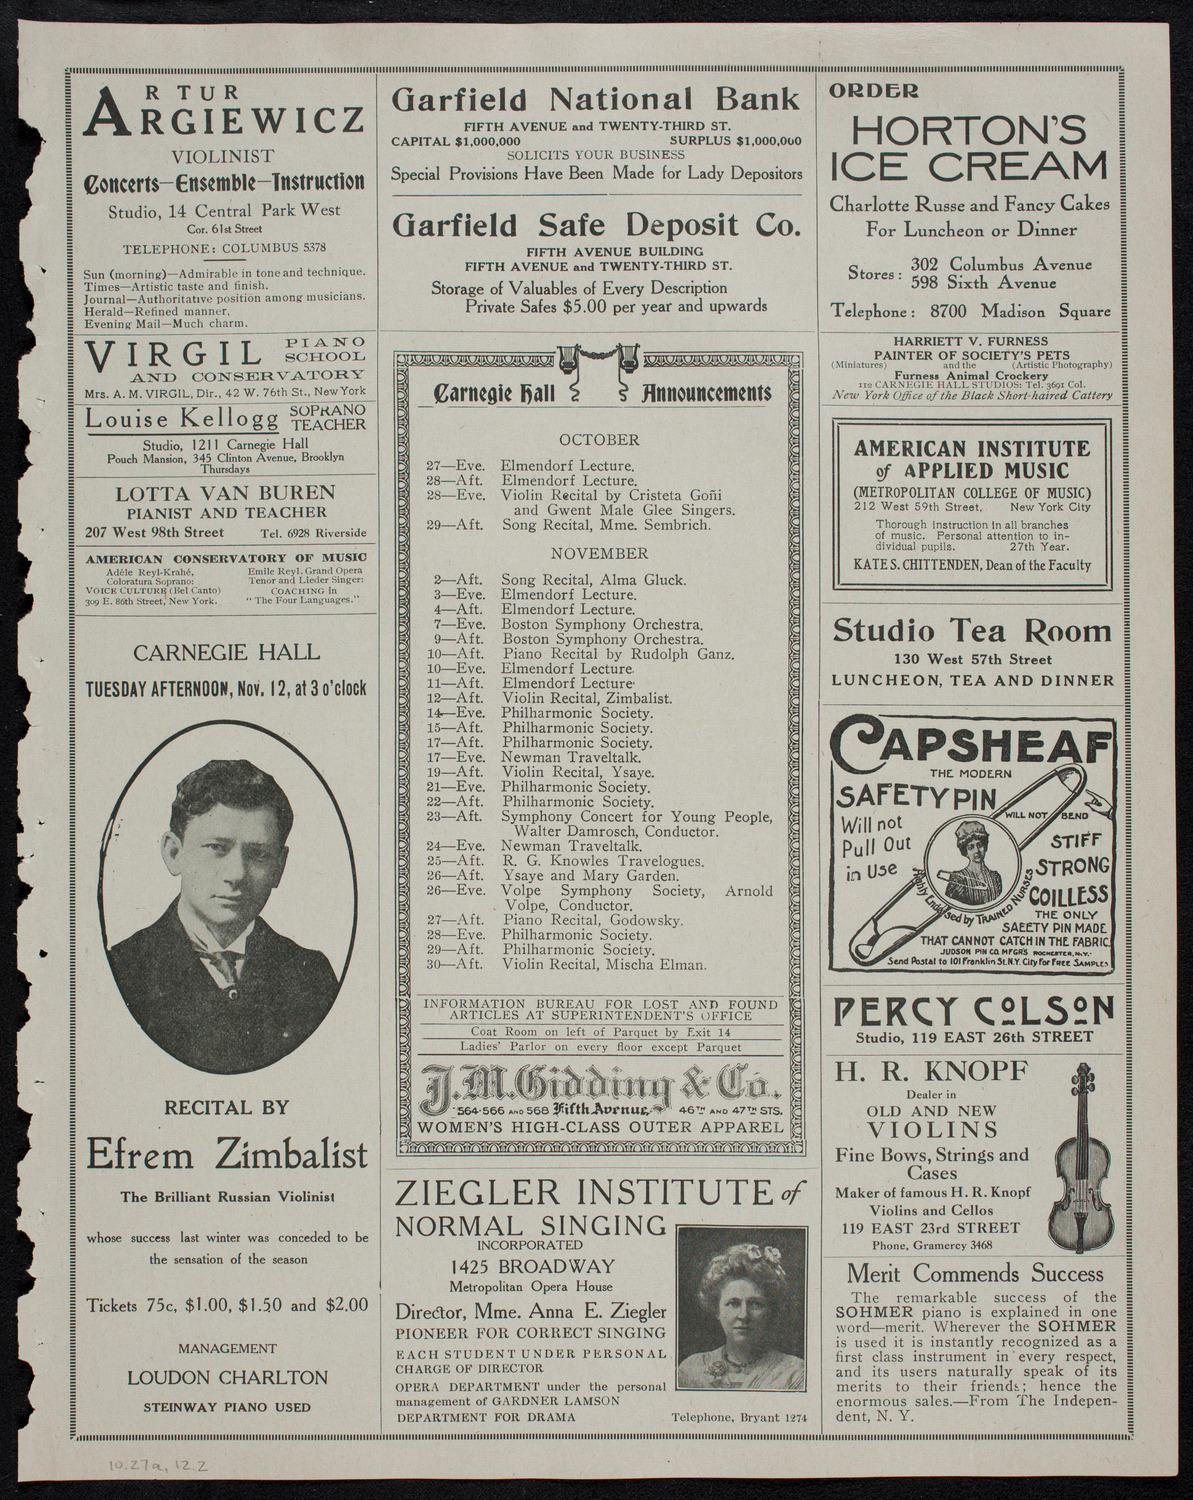 ARTUR
ARGIEWICZ
VIOLINIST
Concerts—Ensemble—Instruction
Studio, 14 Central Park West
Cor. 61st Street
TELEPHONE: COLUMBUS 5378
Sun (morning)—Admirable in tone and technique.
Times—Artistic taste and finish.
Journal—Authoritative position among musicians.
Herald—Refined manner.
Evening Mail—Much charm.
VIRGIL PIANO SCHOOL
AND CONSERVATORY
Mrs. A. M. VIRGIL, Dir., 42 W. 76th St., New York
Louise Kellogg SOPRANO TEACHER
Studio, 1211 Carnegie Hall
Pouch Mansion, 345 Clinton Avenue, Brooklyn
Thursdays
LOTTA VAN BUREN
PIANIST AND TEACHER
207 West 98th Street Tel. 6928 Riverside
AMERICAN CONSERVATORY OF MUSIC
Adèle Reyl-Krahé,
Coloratura Soprano:
VOICE CULTURE (Bel Canto)
309 E. 86th Street, New York.
Emile Reyl. Grand Opera
Tenor and Lieder Singer:
COACHING in
"The Four Languages."
CARNEGIE HALL
TUESDAY AFTERNOON, Nov. 12, at 3 o'clock
RECITAL BY
Efrem Zimbalist
The Brilliant Russian Violinist
whose success last winter was conceded to be
the sensation of the season
Tickets 75c, $1.00, $1.50 and $2.00
MANAGEMENT
LOUDON CHARLTON
STEINWAY PIANO USED
Garfield National Bank
FIFTH AVENUE and TWENTY-THIRD ST.
CAPITAL $1,000,000 SURPLUS $1,000,000
SOLICITS YOUR BUSINESS
Special Provisions Have Been Made for Lady Depositors
Garfield Safe Deposit Co.
FIFTH AVENUE BUILDING
FIFTH AVENUE and TWENTY-THIRD ST.
Storage of Valuables of Every Description
Private Safes $5.00 per year and upwards
Carnegie Hall Announcements
OCTOBER
27—Eve. Elmendorf Lecture.
28—Aft. Elmendorf Lecture.
28—Eve. Violin Recital by Cristeta Goñi
and Gwent Male Glee Singers.
29—Aft. Song Recital, Mme. Sembrich.
NOVEMBER
2—Aft. Song Recital, Alma Gluck.
3—Eve. Elmendorf Lecture.
4—Aft. Elmendorf Lecture.
7—Eve. Boston Symphony Orchestra.
9—Aft. Boston Symphony Orchestra.
10—Aft. Piano Recital by Rudolph Ganz.
10—Eve. Elmendorf Lecture.
11—Aft. Elmendorf Lecture.
12—Aft. Violin Recital, Zimbalist.
14—Eve. Philharmonic Society.
15—Aft. Philharmonic Society.
17—Aft. Philharmonic Society.
17—Eve. Newman Traveltalk.
19—Aft. Violin Recital, Ysaye.
21—Eve. Philharmonic Society.
22—Aft. Philharmonic Society.
23—Aft. Symphony Concert for Young People,
Walter Damrosch, Conductor.
24—Eve. Newman Traveltalk.
25—Aft. R. G. Knowles Travelogues.
26—Aft. Ysaye and Mary Garden.
26—Eve. Volpe Symphony Society, Arnold
Volpe, Conductor.
27—Aft. Piano Recital, Godowsky.
28—Eve. Philharmonic Society.
29—Aft. Philharmonic Society.
30—Aft. Violin Recital, Mischa Elman.
INFORMATION BUREAU FOR LOST AND FOUND
ARTICLES AT SUPERINTENDENT'S OFFICE
Coat Room on left of Parquet by Exit 14
Ladies' Parlor on every floor except Parquet
J.M. Gidding & Co.
564-566 AND 568 Fifth Avenue, 46TH AND 47TH STS.
WOMEN'S HIGH-CLASS OUTER APPAREL
ZIEGLER INSTITUTE of
NORMAL SINGING
INCORPORATED
1425 BROADWAY
Metropolitan Opera House
Director, Mme. Anna E. Ziegler
PIONEER FOR CORRECT SINGING
EACH STUDENT UNDER PERSONAL
CHARGE OF DIRECTOR
OPERA DEPARTMENT under the personal
management of GARDNER LAMSON
DEPARTMENT FOR DRAMA Telephone, Bryant 1274
ORDER
HORTON'S
ICE CREAM
Charlotte Russe and Fancy Cakes
For Luncheon or Dinner
Stores: 302 Columbus Avenue
598 Sixth Avenue
Telephone: 8700 Madison Square
HARRIETT V. FURNESS
PAINTER OF SOCIETY'S PETS
(Miniatures) and the (Artistic Photography)
Furness Animal Crockery
112 CARNEGIE HALL STUDIOS: Tel. 3691 Col.
New York Office of the Black Short-haired Cattery
AMERICAN INSTITUTE
of APPLIED MUSIC
(METROPOLITAN COLLEGE OF MUSIC)
212 West 59th Street, New York City
Thorough instruction in all branches
of music. Personal attention to in-
dividual pupils. 27th Year.
KATE S. CHITTENDEN, Dean of the Faculty
Studio Tea Room
130 West 57th Street
LUNCHEON, TEA AND DINNER
CAPSHEAF
THE MODERN
SAFETY PIN
WILL NOT BEND
Will not
Pull Out
in Use
STIFF
STRONG
COILLESS
Highly Endorsed by TRAINED NURSES
THE ONLY
SAFETY PIN MADE
THAT CANNOT CATCH IN THE FABRIC.
JUDSON PIN CO. MFGR'S ROCHESTER, N.Y.
Send Postal to 101 Franklin St. N.Y. City for FREE SAMPLES
PERCY COLSON
Studio, 119 EAST 26th STREET
H. R. KNOPF
Dealer in
OLD AND NEW
VIOLINS
Fine Bows, Strings and
Cases
Maker of famous H. R. Knopf
Violins and Cellos
119 EAST 23rd STREET
Phone, Gramercy 3468
Merit Commends Success
The remarkable success of the
SOHMER piano is explained in one
word—merit. Wherever the SOHMER
is used it is instantly recognized as a
first class instrument in every respect,
and its users naturally speak of its
merits to their friends; hence the
enormous sales.—From The Indepen-
dent, N. Y.
10.27a, 12.2